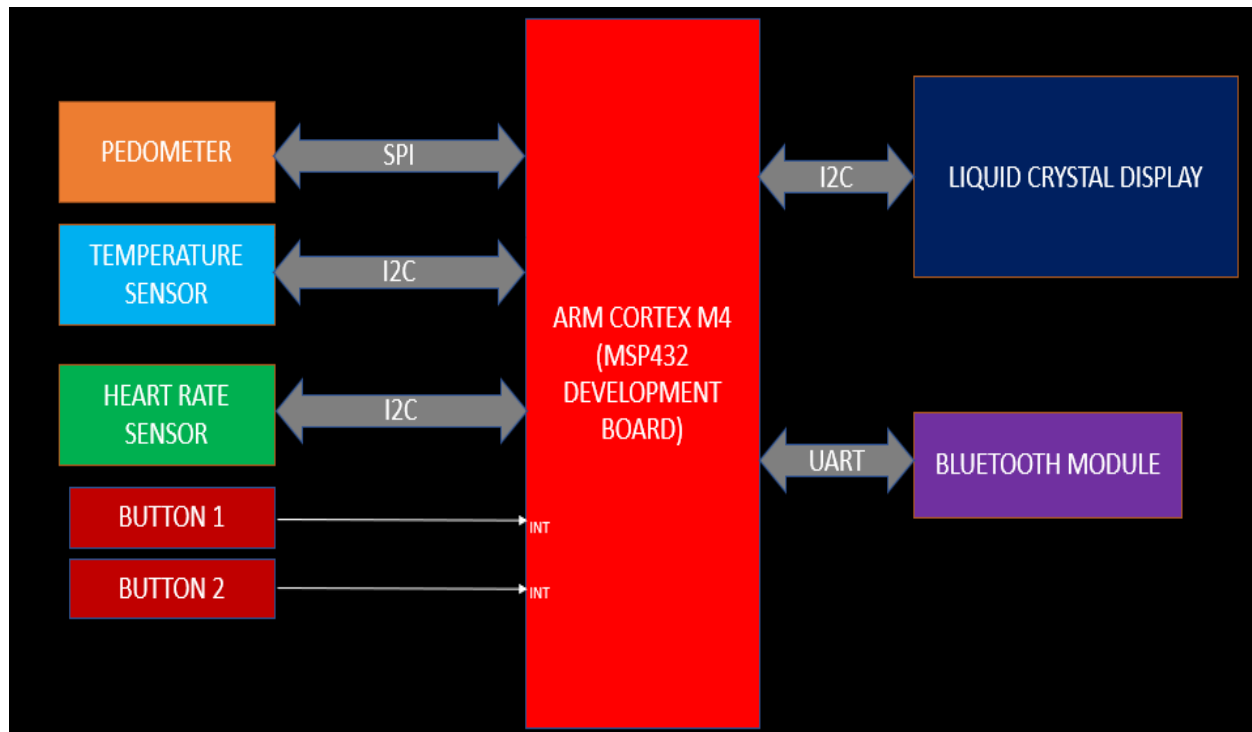 PEDOMETER
SPI
TEMPERATURE
SENSOR
I2C
HEART RATE
SENSOR
I2C
BUTTON 1
INT
BUTTON 2
INT
ARM CORTEX M4
(MSP432
DEVELOPMENT
BOARD)
I2C
LIQUID CRYSTAL DISPLAY
UART
BLUETOOTH MODULE